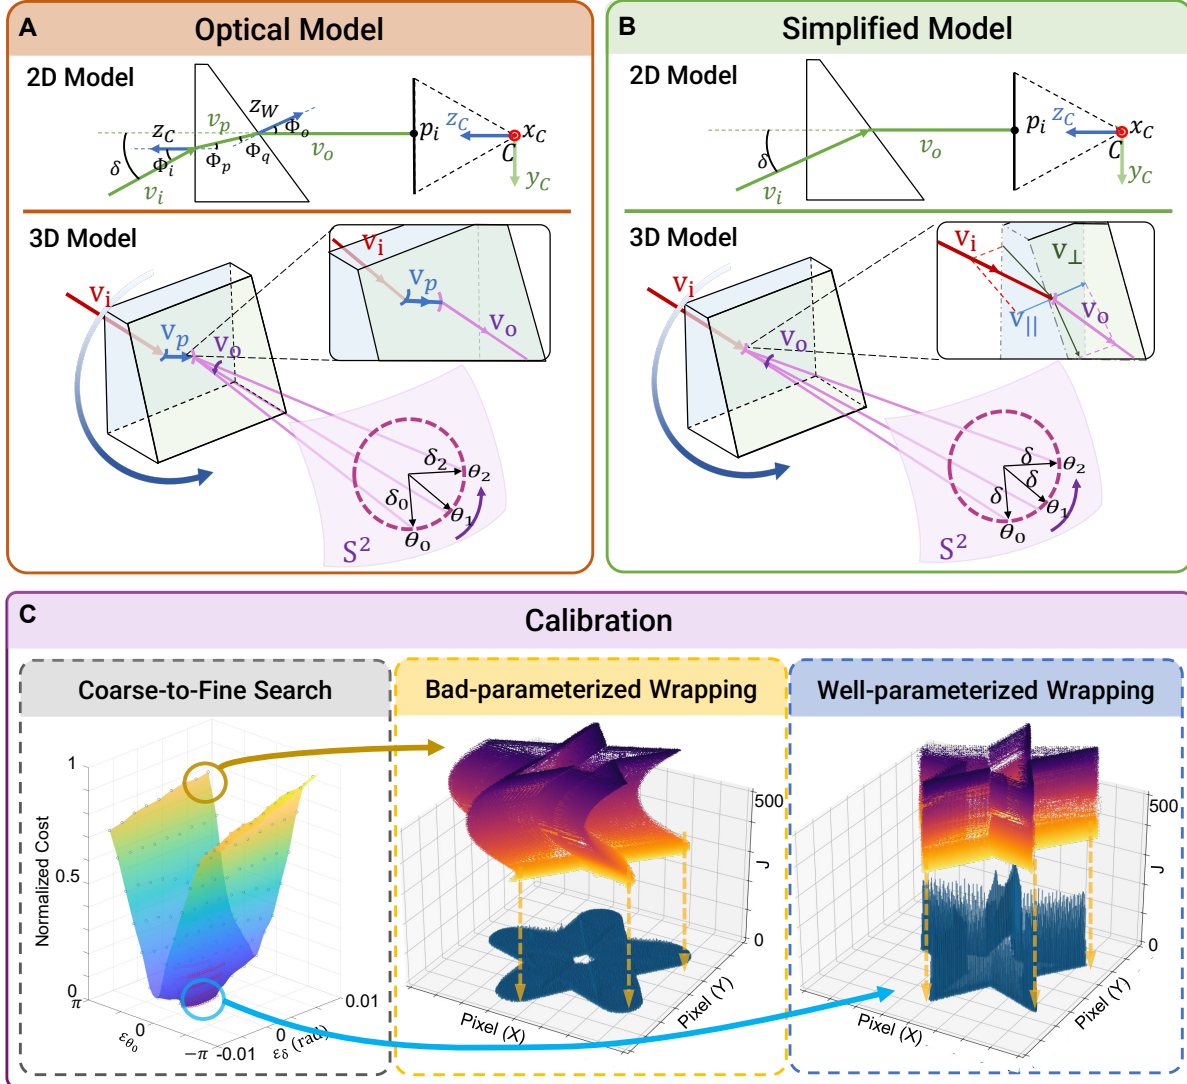 A
Optical Model
2D Model
z_C
v_p
z_W
Φ_o
δ
Φ_i
Φ_p
Φ_q
v_o
v_i
p_i
z_C
x_C
C
y_C
3D Model
v_i
v_p
v_o
v_i
v_p
v_o
δ_2
θ_2
δ_0
θ_1
θ_0
S²
B
Simplified Model
2D Model
δ
v_i
v_o
p_i
z_C
x_C
C
y_C
3D Model
v_i
v_o
v_i
v_⊥
v_||
v_o
δ
θ_2
δ
δ
θ_1
θ_0
S²
C
Calibration
Coarse-to-Fine Search
Normalized Cost
1
0.5
0
π
0
-π
ε_θ₀
-0.01
0
0.01
ε_δ (rad)
Bad-parameterized Wrapping
500
J
0
Pixel (X)
Pixel (Y)
Well-parameterized Wrapping
500
J
0
Pixel (X)
Pixel (Y)